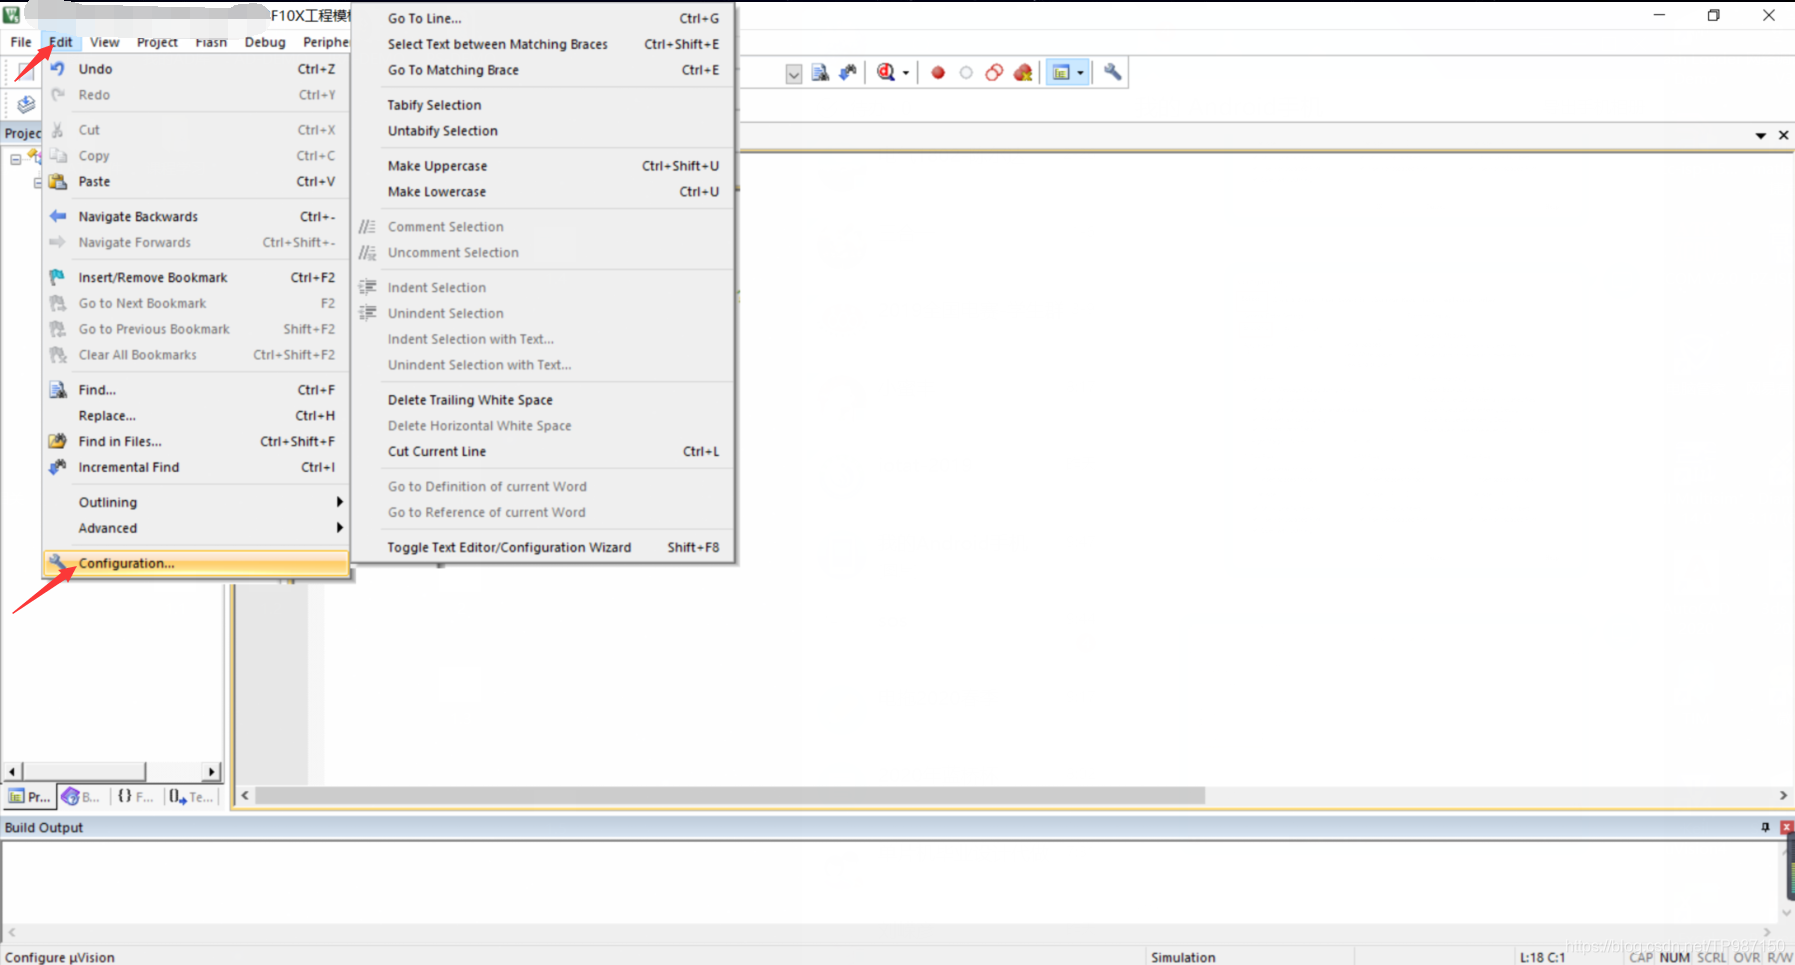 F10X工程模
File Edit View Project Flash Debug Periphe
Undo Ctrl+Z
Redo Ctrl+Y
Cut Ctrl+X
Copy Ctrl+C
Paste Ctrl+V
Navigate Backwards Ctrl+-
Navigate Forwards Ctrl+Shift+-
Insert/Remove Bookmark Ctrl+F2
Go to Next Bookmark F2
Go to Previous Bookmark Shift+F2
Clear All Bookmarks Ctrl+Shift+F2
Find... Ctrl+F
Replace... Ctrl+H
Find in Files... Ctrl+Shift+F
Incremental Find Ctrl+I
Outlining
Advanced
Configuration...
Go To Line... Ctrl+G
Select Text between Matching Braces Ctrl+Shift+E
Go To Matching Brace Ctrl+E
Tabify Selection
Untabify Selection
Make Uppercase Ctrl+Shift+U
Make Lowercase Ctrl+U
Comment Selection
Uncomment Selection
Indent Selection
Unindent Selection
Indent Selection with Text...
Unindent Selection with Text...
Delete Trailing White Space
Delete Horizontal White Space
Cut Current Line Ctrl+L
Go to Definition of current Word
Go to Reference of current Word
Toggle Text Editor/Configuration Wizard Shift+F8
Projec
Pr... B... {} F... Te...
Build Output
Configure µVision Simulation L:18 C:1 CAP NUM SCRL OVR R/W
https://blog.csdn.net/TP987150